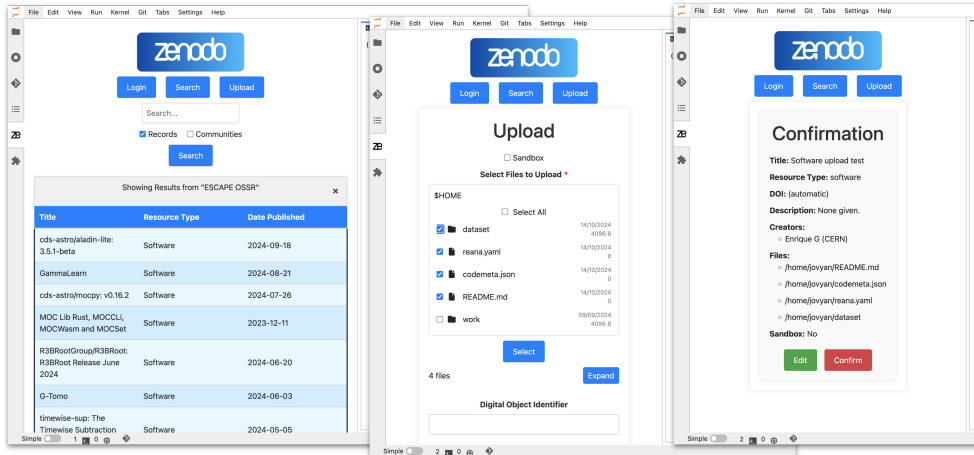 File Edit View Run Kernel Git Tabs Settings Help
zenodo
Login Search Upload
Search...
Records Communities
Search
Showing Results from "ESCAPE OSSR" ×
Title Resource Type Date Published
cds-astro/aladin-lite:
3.5.1-beta
Software 2024-09-18
GammaLearn Software 2024-08-21
cds-astro/mocpy: v0.16.2 Software 2024-07-26
MOC Lib Rust, MOCCLi,
MOCWasm and MOCSet
Software 2023-12-11
R3BRootGroup/R3BRoot:
R3BRoot Release June
2024
Software 2024-06-20
G-Tomo Software 2024-06-03
timewise-sup: The
Timewise Subtraction
Software 2024-05-05
Simple 1 0
ze
File Edit View Run Kernel Git Tabs Settings Help
zenodo
Login Search Upload
Upload
Sandbox
Select Files to Upload *
$HOME
Select All
dataset 14/10/2024
4096 B
reana.yaml 14/10/2024
0
codemeta.json 14/10/2024
0
README.md 14/10/2024
0
work 09/09/2024
4096 B
Select
4 files Expand
Digital Object Identifier
Simple 2 0
ze
File Edit View Run Kernel Git Tabs Settings Help
zenodo
Login Search Upload
Confirmation
Title: Software upload test
Resource Type: software
DOI: (automatic)
Description: None given.
Creators:
Enrique G (CERN)
Files:
/home/jovyan/README.md
/home/jovyan/codemeta.json
/home/jovyan/reana.yaml
/home/jovyan/dataset
Sandbox: No
Edit Confirm
Simple 2 0
ze